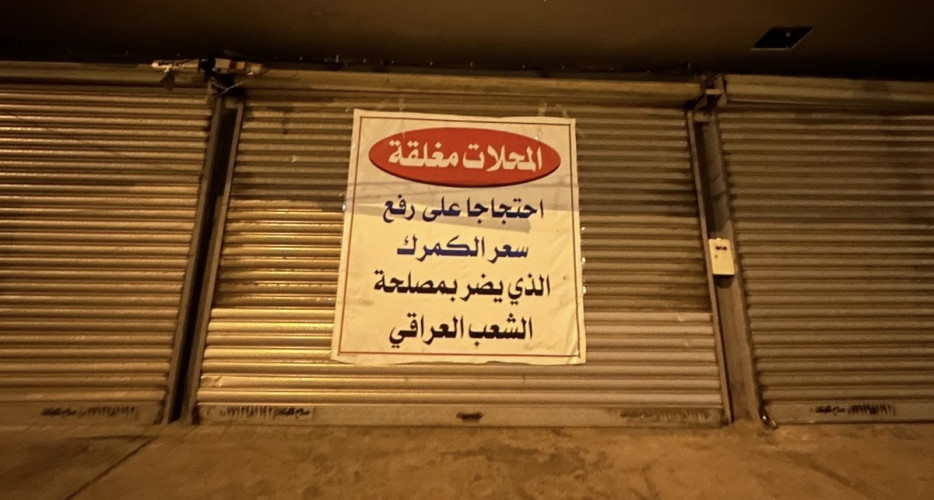 المحلات مغلقة
احتجاجا على رفع
سعر الكمرك
الذي يضر بمصلحة
الشعب العراقي